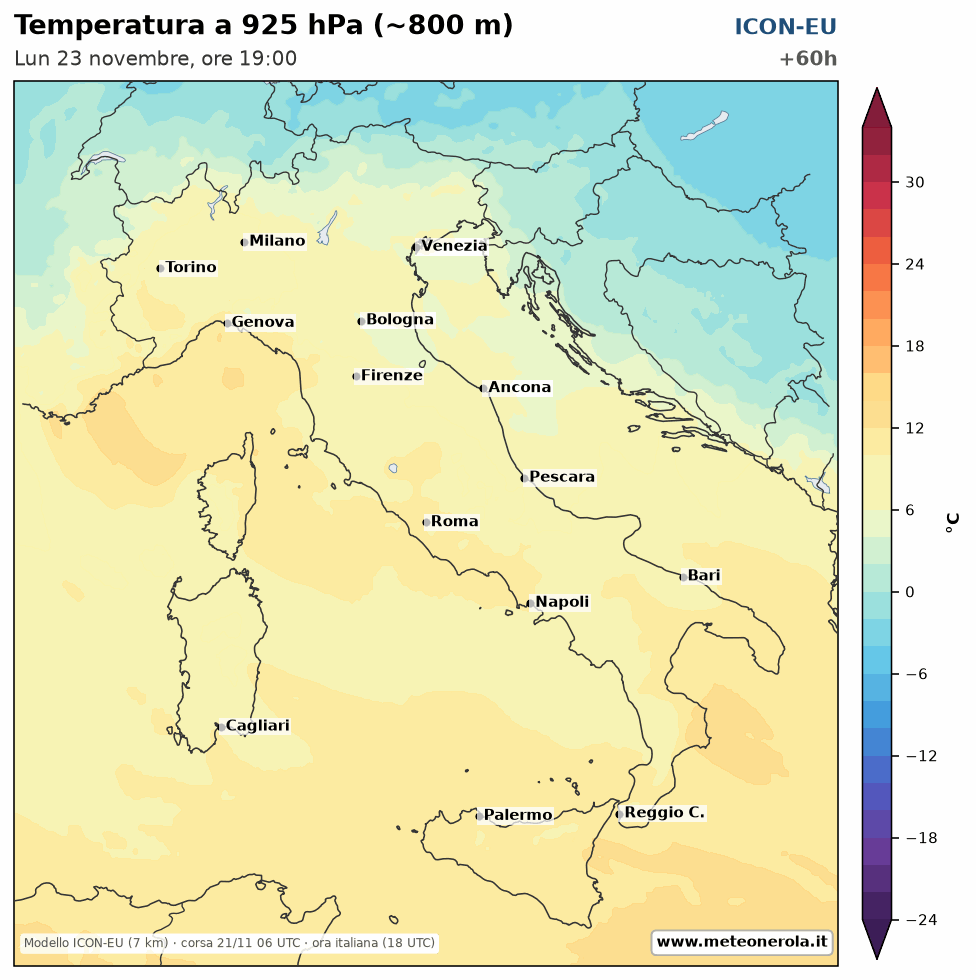 Temperatura a 925 hPa (~800 m)
ICON-EU
Lun 23 novembre, ore 19:00
+60h
Milano
Venezia
Torino
Genova
Bologna
Firenze
Ancona
Pescara
Roma
Bari
Napoli
Cagliari
Palermo
Reggio C.
30
24
18
12
6
0
−6
−12
−18
−24
°C
Modello ICON-EU (7 km) · corsa 21/11 06 UTC · ora italiana (18 UTC)
www.meteonerola.it